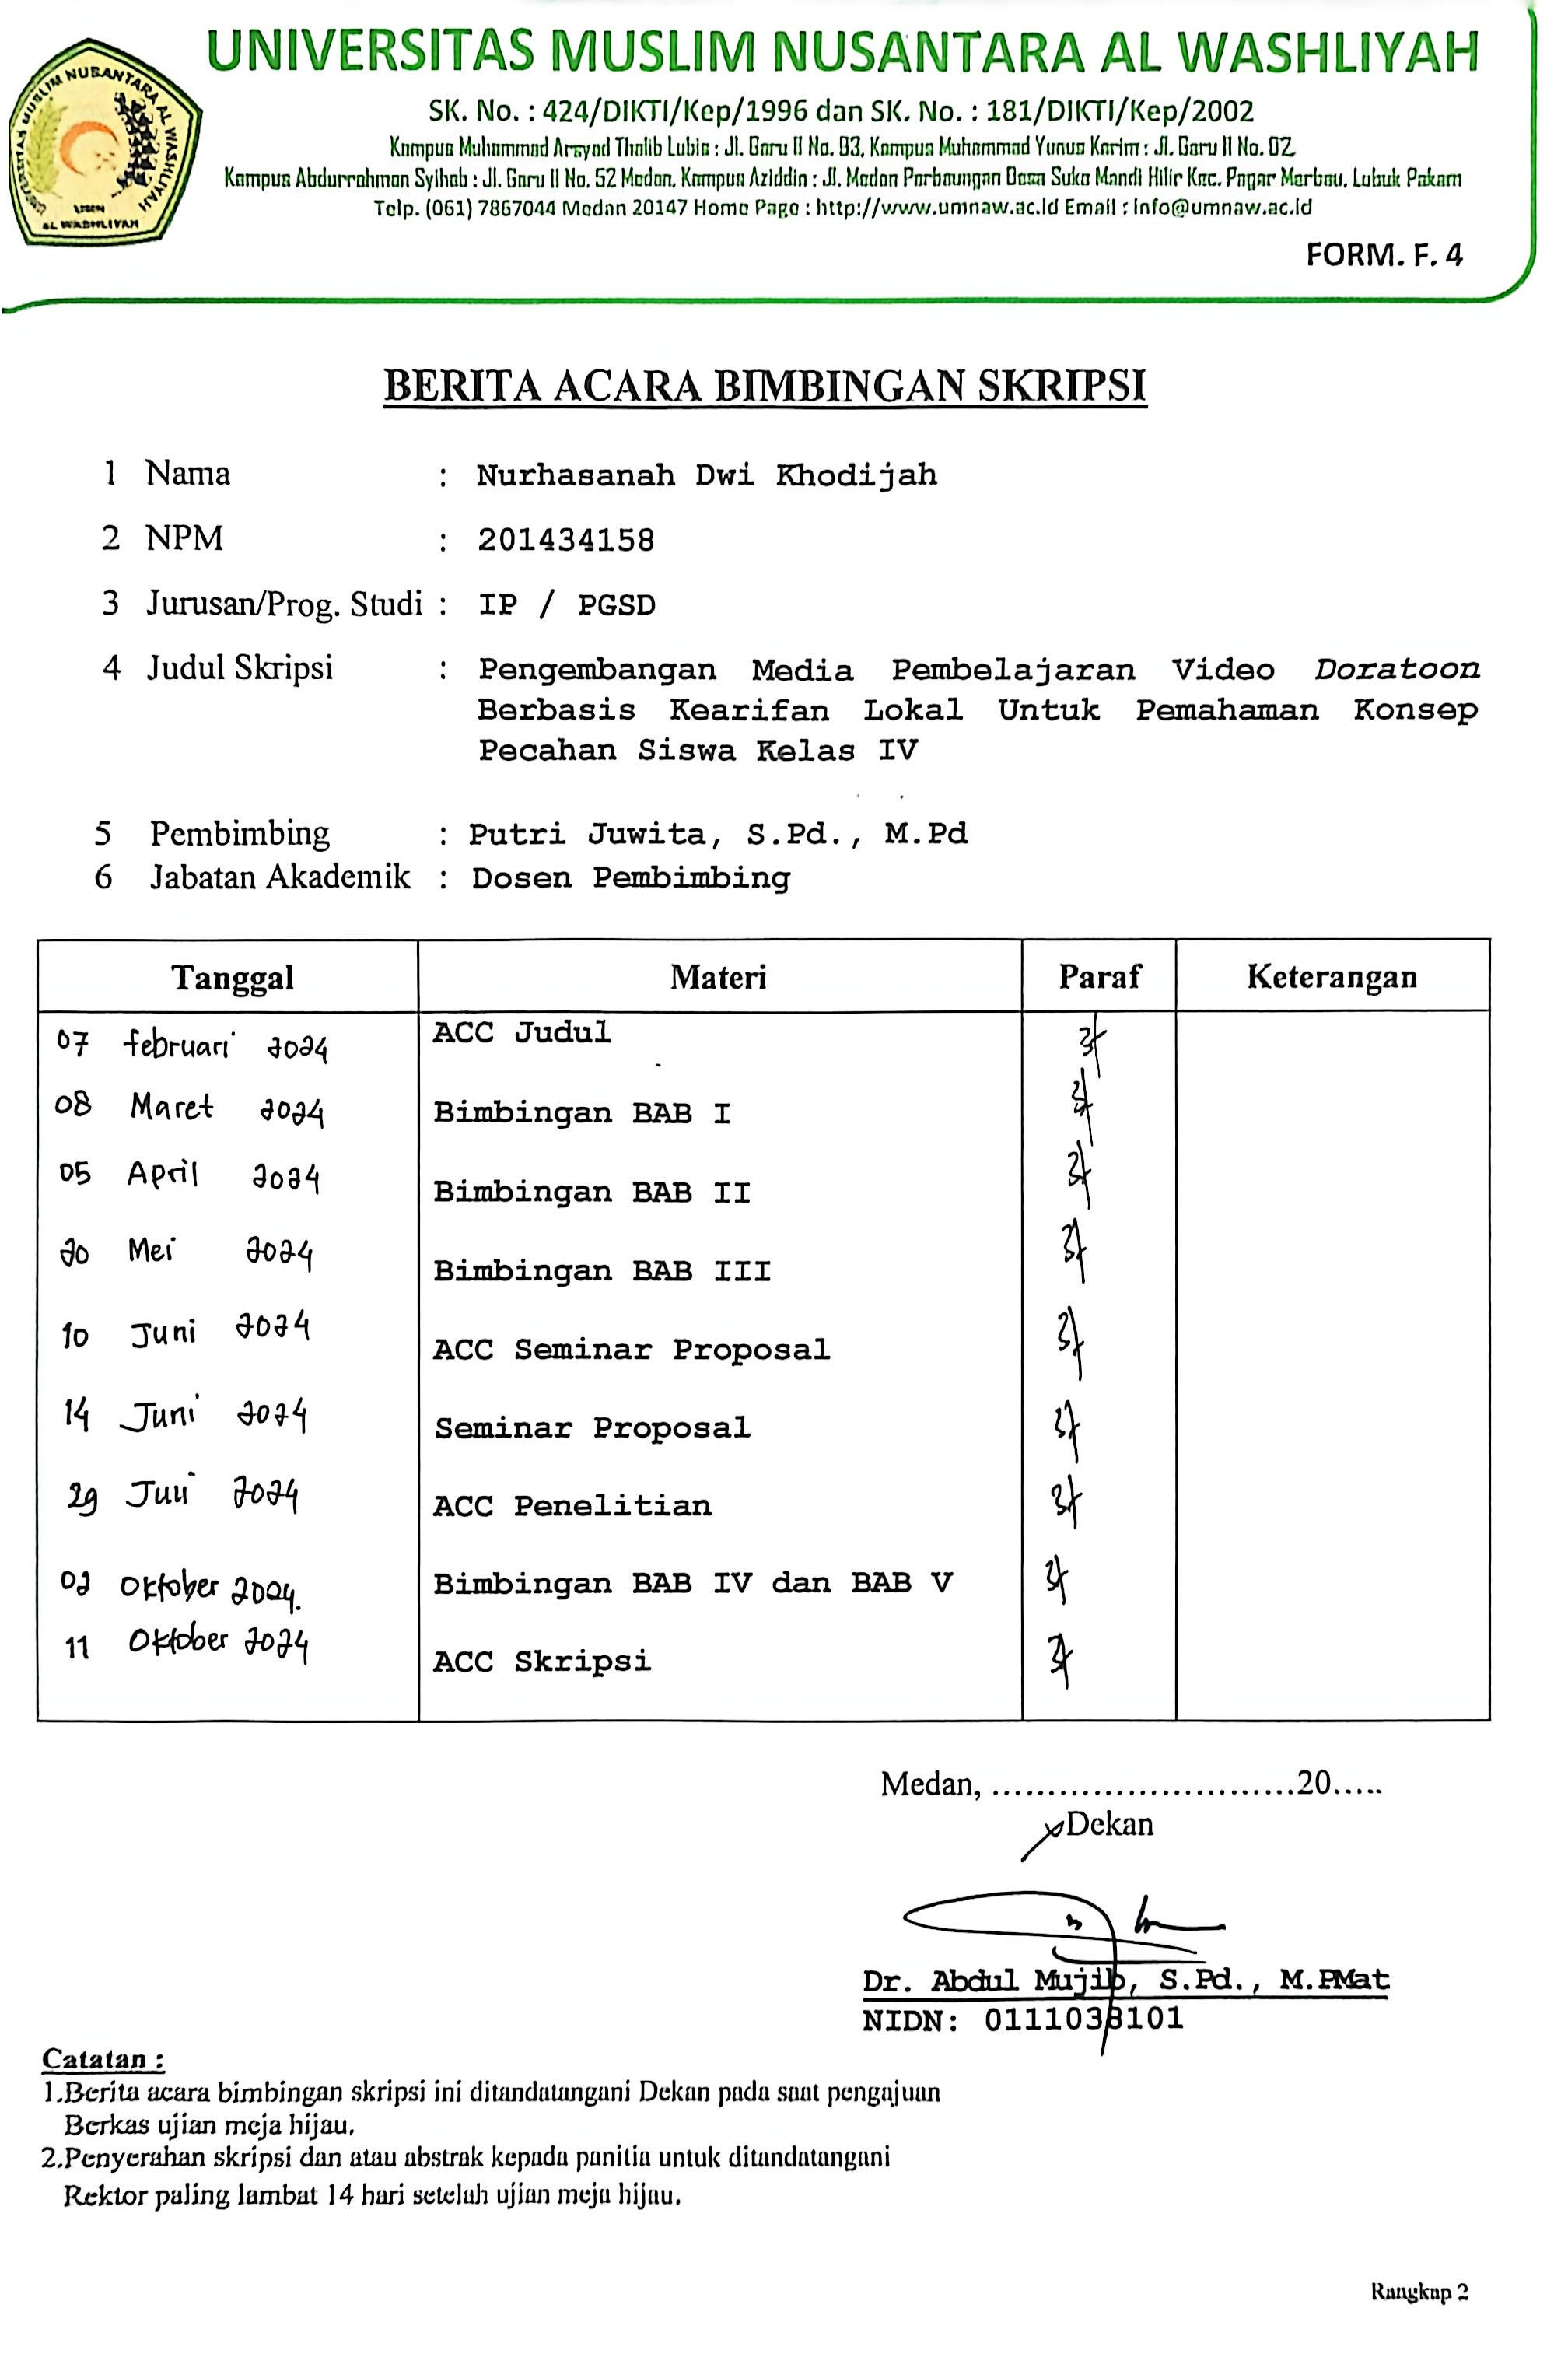 UNIVERSITAS MUSLIM NUSANTARA AL WASHLIYAH
SK. No. : 424/DIKTI/Kep/1996 dan SK. No. : 181/DIKTI/Kep/2002
Kampus Muhammad Arsyad Thalib Lubis : Jl. Garu II No. 93, Kampus Muhammad Yunus Karim : Jl. Garu II No. 02
Kampus Abdurrahman Syihab : Jl. Garu II No. 52 Medan, Kampus Aziddin : Jl. Medan Perbaungan Desa Suka Mandi Hilir Kec. Pagar Merbau, Lubuk Pakam
Telp. (061) 7867044 Medan 20147 Home Page : http://www.umnaw.ac.id Email : info@umnaw.ac.id
UNIVERSITAS MUSLIM NUSANTARA AL WASHLIYAH
UMN
AL WASHLIYAH
FORM. F. 4
BERITA ACARA BIMBINGAN SKRIPSI
1 Nama : Nurhasanah Dwi Khodijah
2 NPM : 201434158
3 Jurusan/Prog. Studi : IP / PGSD
4 Judul Skripsi : Pengembangan Media Pembelajaran Video Doratoon
Berbasis Kearifan Lokal Untuk Pemahaman Konsep
Pecahan Siswa Kelas IV
5 Pembimbing : Putri Juwita, S.Pd., M.Pd
6 Jabatan Akademik : Dosen Pembimbing
Tanggal Materi Paraf Keterangan
07 februari 2024 ACC Judul
08 Maret 2024 Bimbingan BAB I
05 April 2024 Bimbingan BAB II
20 Mei 2024 Bimbingan BAB III
10 Juni 2024 ACC Seminar Proposal
14 Juni 2024 Seminar Proposal
29 Juli 2024 ACC Penelitian
02 Oktober 2024. Bimbingan BAB IV dan BAB V
11 Oktober 2024 ACC Skripsi
Medan, ...........................20.....
Dekan
Dr. Abdul Mujib, S.Pd., M.PMat
NIDN: 0111038101
Catatan :
1.Berita acara bimbingan skripsi ini ditandatangani Dekan pada saat pengajuan
Berkas ujian meja hijau.
2.Penyerahan skripsi dan atau abstrak kepada panitia untuk ditandatangani
Rektor paling lambat 14 hari setelah ujian meja hijau.
Rangkap 2